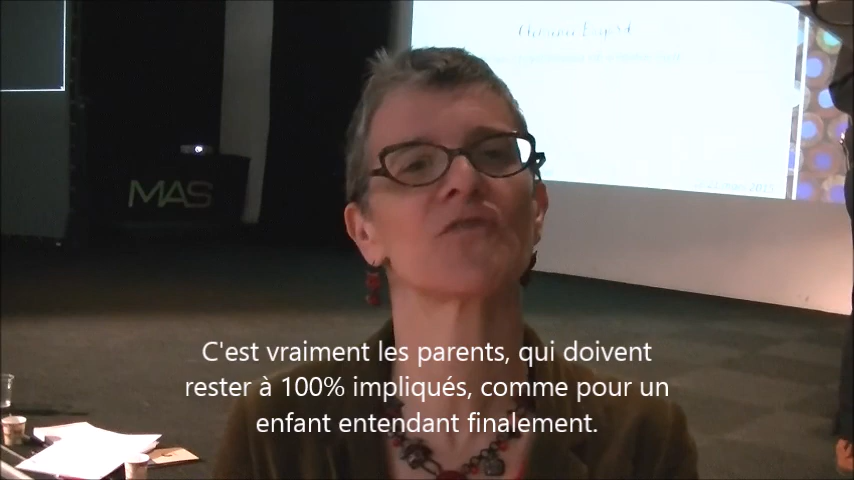 MAS
C'est vraiment les parents, qui doivent
rester à 100% impliqués, comme pour un
enfant entendant finalement.